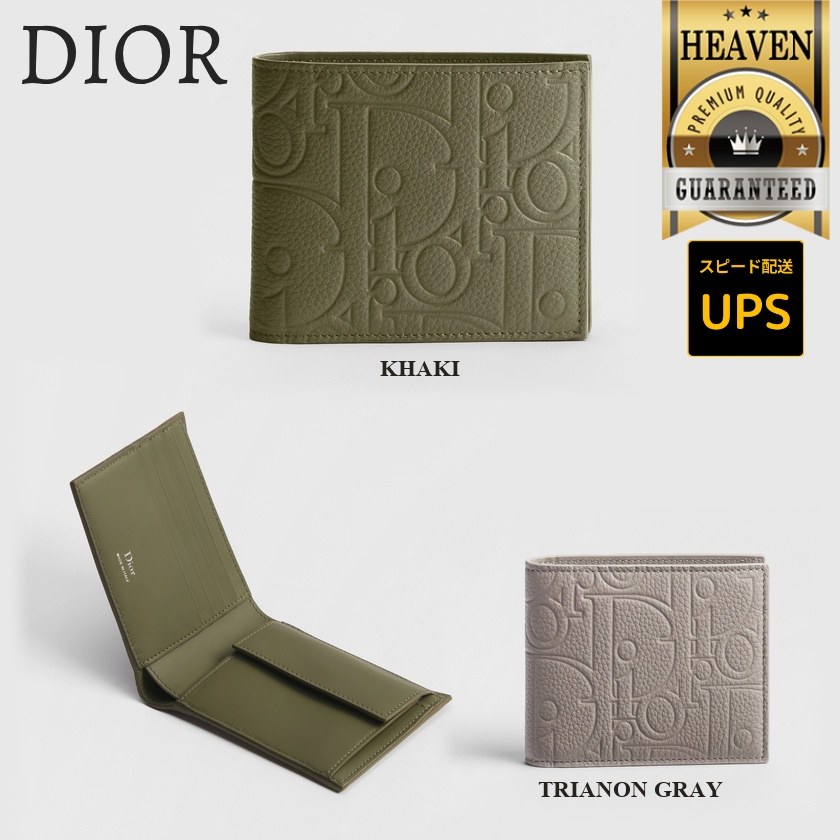 DIOR
HEAVEN
PREMIUM QUALITY
GUARANTEED
スピード配送
UPS
KHAKI
Dior
TRIANON GRAY